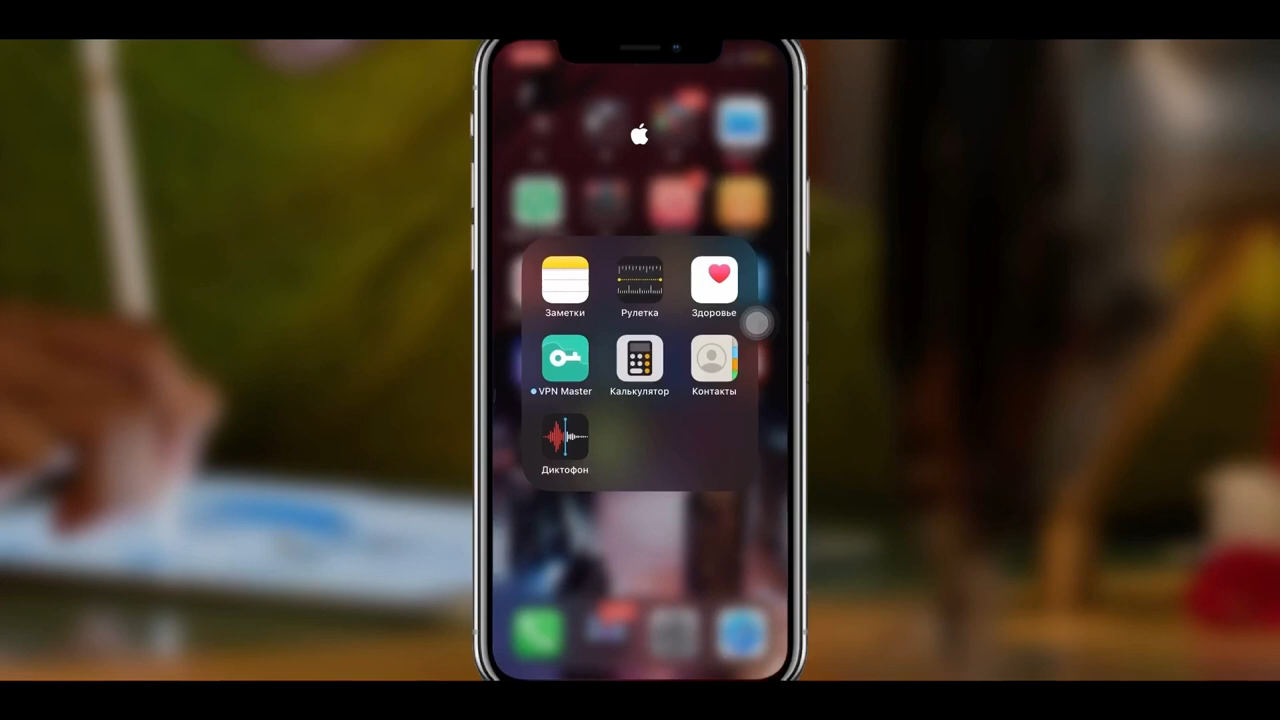 Заметки
Рулетка
Здоровье
VPN Master
Калькулятор
Контакты
Диктофон